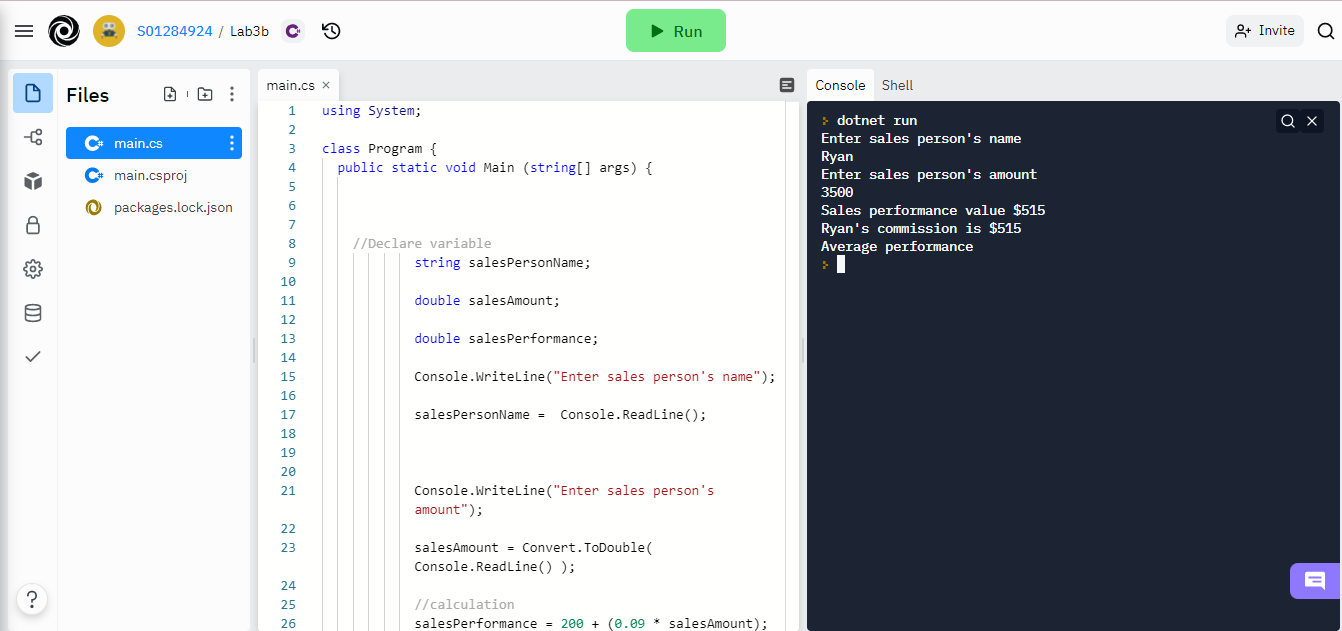 S01284924 / Lab3b
Run
Invite
Files
main.cs
main.csproj
packages.lock.json
main.cs
1 using System;
2
3 class Program {
4 public static void Main (string[] args) {
5
6
7
8 //Declare variable
9 string salesPersonName;
10
11 double salesAmount;
12
13 double salesPerformance;
14
15 Console.WriteLine("Enter sales person's name");
16
17 salesPersonName =  Console.ReadLine();
18
19
20
21 Console.WriteLine("Enter sales person's
amount");
22
23 salesAmount = Convert.ToDouble(
Console.ReadLine() );
24
25 //calculation
26 salesPerformance = 200 + (0.09 * salesAmount);
Console Shell
dotnet run
Enter sales person's name
Ryan
Enter sales person's amount
3500
Sales performance value $515
Ryan's commission is $515
Average performance
?